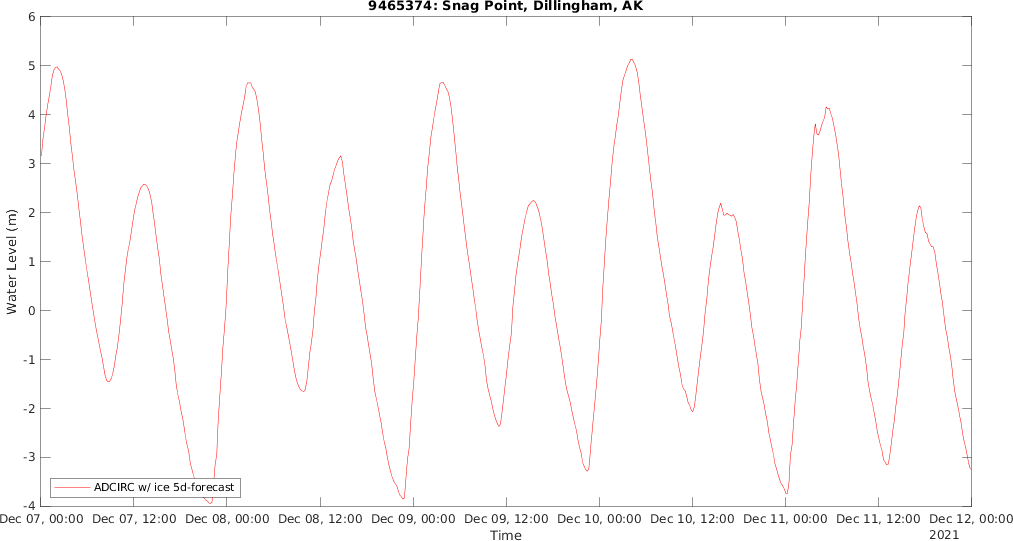 9465374: Snag Point, Dillingham, AK
6
5
4
3
2
1
0
-1
-2
-3
-4
Water Level (m)
ADCIRC w/ ice 5d-forecast
Dec 07, 00:00 Dec 07, 12:00 Dec 08, 00:00 Dec 08, 12:00 Dec 09, 00:00 Dec 09, 12:00 Dec 10, 00:00 Dec 10, 12:00 Dec 11, 00:00 Dec 11, 12:00 Dec 12, 00:00
Time
2021